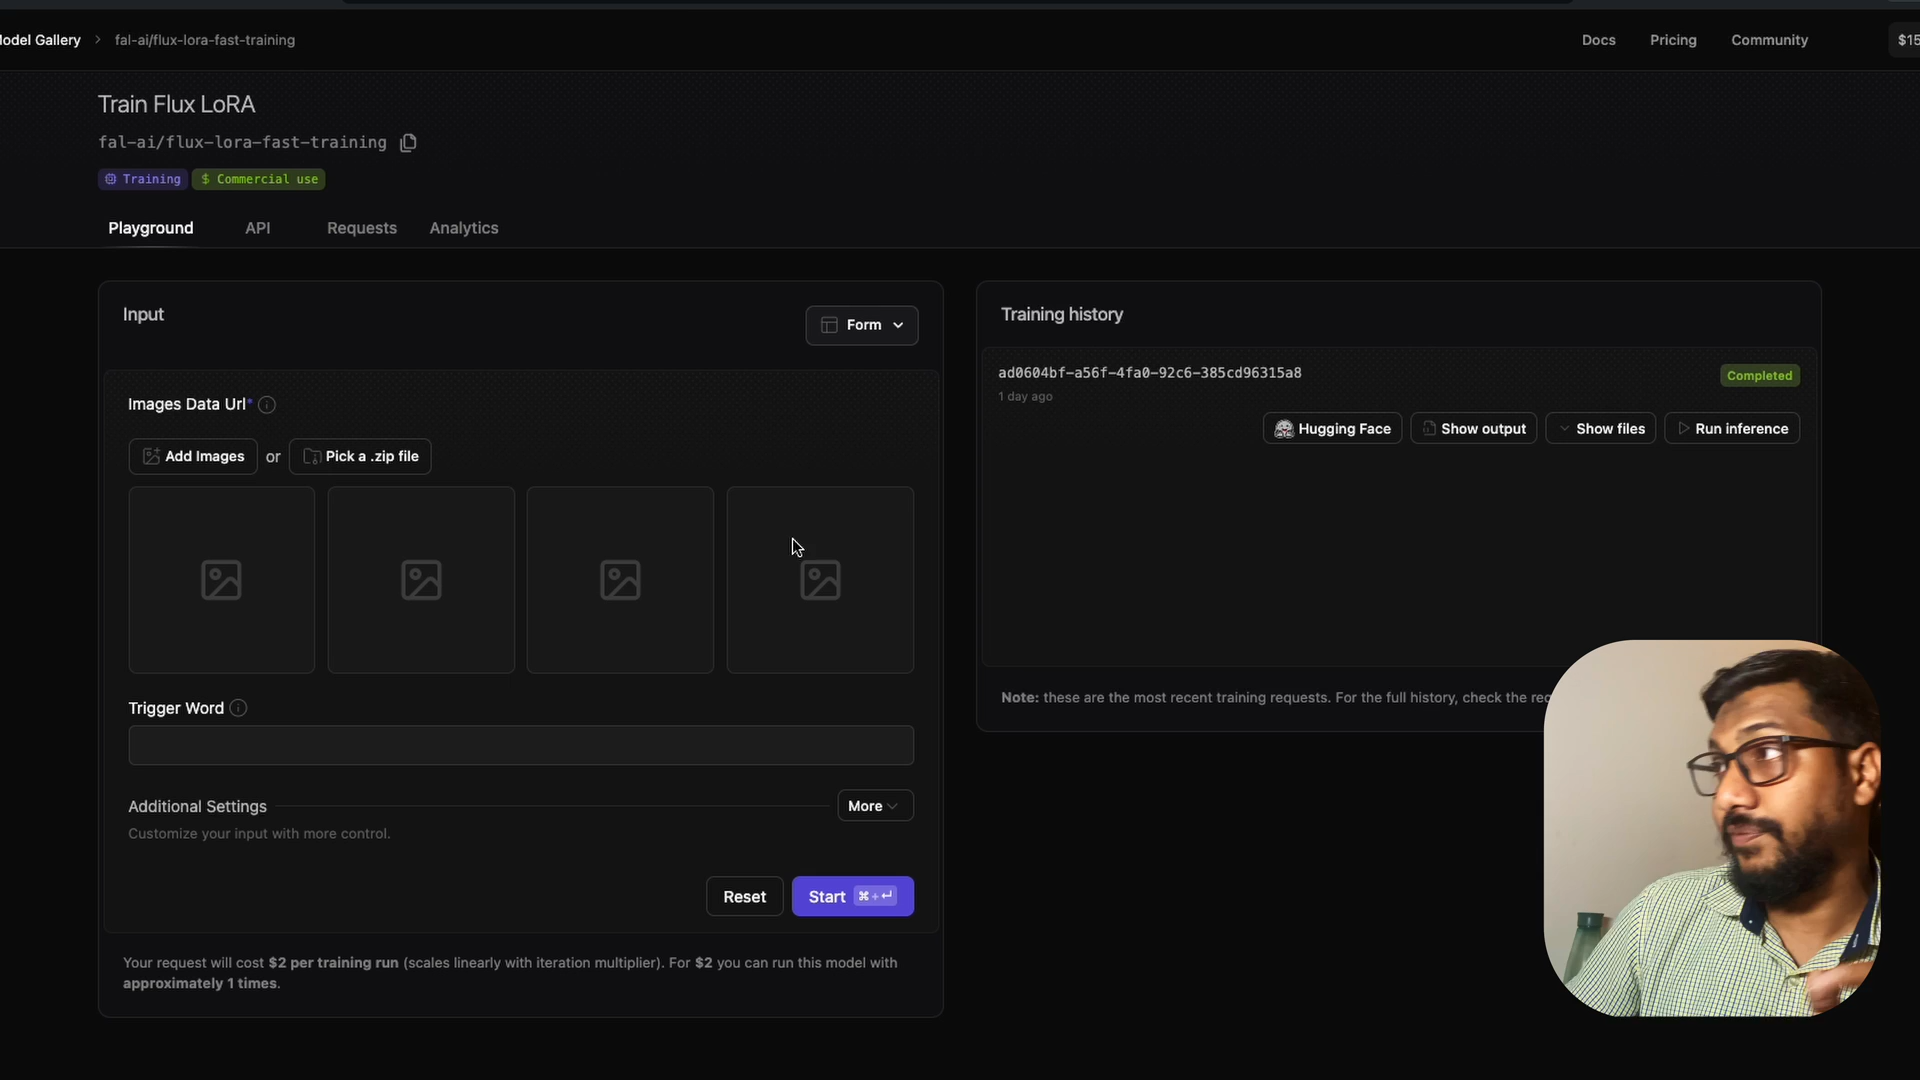 Model Gallery > fal-ai/flux-lora-fast-training
Docs
Pricing
Community
$15
Train Flux LoRA
fal-ai/flux-lora-fast-training
Training
$ Commercial use
Playground
API
Requests
Analytics
Input
Form
Images Data Url*
Add Images or Pick a .zip file
Trigger Word
Additional Settings
More
Customize your input with more control.
Reset
Start ⌘+↵
Your request will cost $2 per training run (scales linearly with iteration multiplier). For $2 you can run this model with
approximately 1 times.
Training history
ad0604bf-a56f-4fa0-92c6-385cd96315a8
Completed
1 day ago
Hugging Face
Show output
Show files
Run inference
Note: these are the most recent training requests. For the full history, check the req